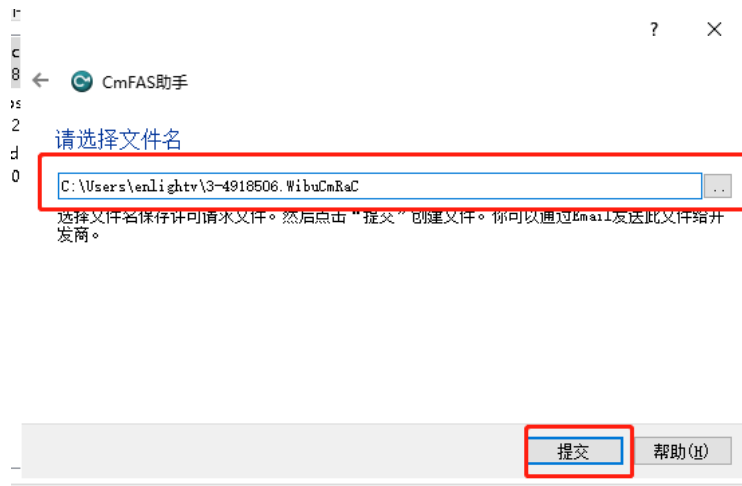 ?
CmFAS助手
请选择文件名
C:\Users\enlightv\3-4918506.WibuCmRaC
..
选择文件名保存许可请求文件。然后点击“提交”创建文件。你可以通过Email发送此文件给开
发商。
提交
帮助(H)